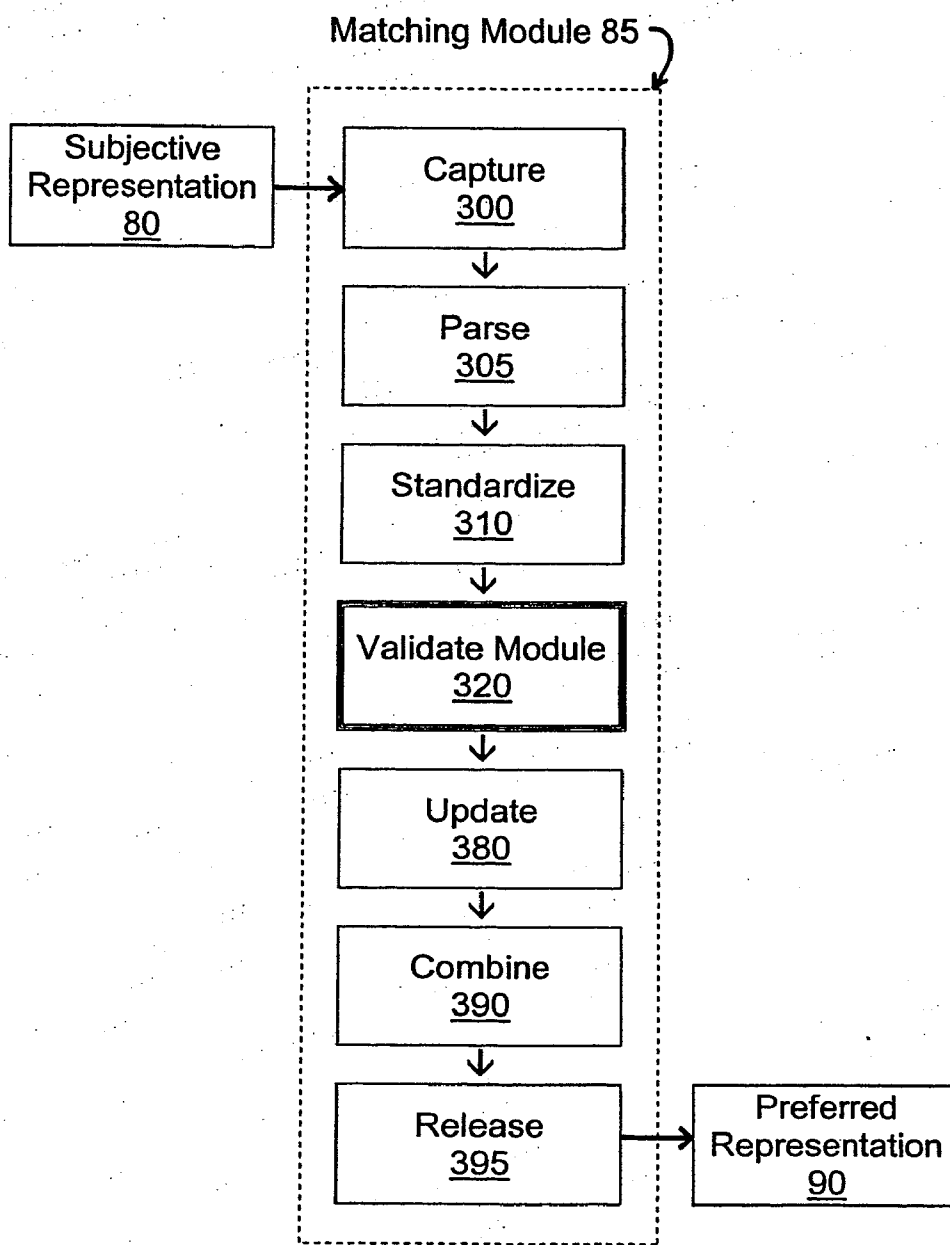 Matching Module 85
Subjective
Representation
80
Capture
300
Parse
305
Standardize
310
Validate Module
320
Update
380
Combine
390
Release
395
Preferred
Representation
90